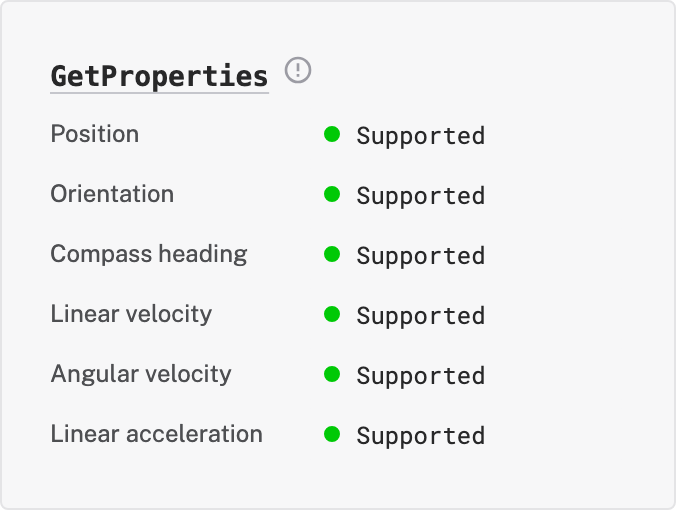 GetProperties
Position Supported
Orientation Supported
Compass heading Supported
Linear velocity Supported
Angular velocity Supported
Linear acceleration Supported